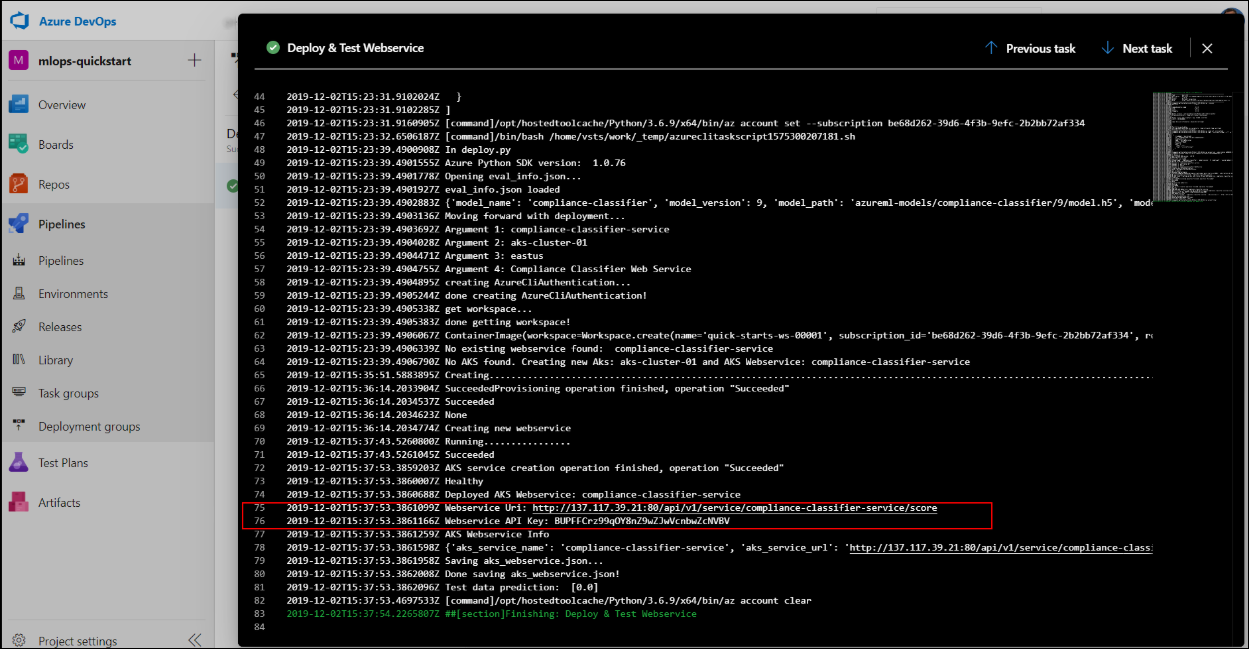 Azure DevOps
M mlops-quickstart
Overview
Boards
Repos
Pipelines
Pipelines
Environments
Releases
Library
Task groups
Deployment groups
Test Plans
Artifacts
Project settings
Deploy & Test Webservice
Previous task
Next task
44 2019-12-02T15:23:31.9102024Z   }
45 2019-12-02T15:23:31.9102285Z ]
46 2019-12-02T15:23:31.9160905Z [command]/opt/hostedtoolcache/Python/3.6.9/x64/bin/az account set --subscription be68d262-39d6-4f3b-9efc-2b2bb72af334
47 2019-12-02T15:23:32.6506187Z [command]/bin/bash /home/vsts/work/_temp/azureclitaskscript1575300207181.sh
48 2019-12-02T15:23:39.4900908Z In deploy.py
49 2019-12-02T15:23:39.4901555Z Azure Python SDK version:  1.0.76
50 2019-12-02T15:23:39.4901778Z Opening eval_info.json...
51 2019-12-02T15:23:39.4901927Z eval_info.json loaded
52 2019-12-02T15:23:39.4902883Z {'model_name': 'compliance-classifier', 'model_version': 9, 'model_path': 'azureml-models/compliance-classifier/9/model.h5', 'mode
53 2019-12-02T15:23:39.4903136Z Moving forward with deployment...
54 2019-12-02T15:23:39.4903692Z Argument 1: compliance-classifier-service
55 2019-12-02T15:23:39.4904028Z Argument 2: aks-cluster-01
56 2019-12-02T15:23:39.4904471Z Argument 3: eastus
57 2019-12-02T15:23:39.4904755Z Argument 4: Compliance Classifier Web Service
58 2019-12-02T15:23:39.4904895Z creating AzureCliAuthentication...
59 2019-12-02T15:23:39.4905244Z done creating AzureCliAuthentication!
60 2019-12-02T15:23:39.4905338Z get workspace...
61 2019-12-02T15:23:39.4905383Z done getting workspace!
62 2019-12-02T15:23:39.4906067Z ContainerImage(workspace=Workspace.create(name='quick-starts-ws-00001', subscription_id='be68d262-39d6-4f3b-9efc-2b2bb72af334', re
63 2019-12-02T15:23:39.4906339Z No existing webservice found:  compliance-classifier-service
64 2019-12-02T15:23:39.4906790Z No AKS found. Creating new Aks: aks-cluster-01 and AKS Webservice: compliance-classifier-service
65 2019-12-02T15:35:51.5883895Z Creating................................................................................................................
66 2019-12-02T15:36:14.2033904Z SucceededProvisioning operation finished, operation "Succeeded"
67 2019-12-02T15:36:14.2034537Z Succeeded
68 2019-12-02T15:36:14.2034623Z None
69 2019-12-02T15:36:14.2034774Z Creating new webservice
70 2019-12-02T15:37:43.5260800Z Running................
71 2019-12-02T15:37:43.5261045Z Succeeded
72 2019-12-02T15:37:53.3859203Z AKS service creation operation finished, operation "Succeeded"
73 2019-12-02T15:37:53.3860007Z Healthy
74 2019-12-02T15:37:53.3860688Z Deployed AKS Webservice: compliance-classifier-service
75 2019-12-02T15:37:53.3861099Z Webservice Uri: http://137.117.39.21:80/api/v1/service/compliance-classifier-service/score
76 2019-12-02T15:37:53.3861166Z Webservice API Key: BUPFFCrz99qOY8nZ9wZJwVcnbwZcNVBV
77 2019-12-02T15:37:53.3861259Z AKS Webservice Info
78 2019-12-02T15:37:53.3861598Z {'aks_service_name': 'compliance-classifier-service', 'aks_service_url': 'http://137.117.39.21:80/api/v1/service/compliance-classi
79 2019-12-02T15:37:53.3861958Z Saving aks_webservice.json...
80 2019-12-02T15:37:53.3862008Z Done saving aks_webservice.json!
81 2019-12-02T15:37:53.3862096Z Test data prediction:  [0.0]
82 2019-12-02T15:37:53.4697533Z [command]/opt/hostedtoolcache/Python/3.6.9/x64/bin/az account clear
83 2019-12-02T15:37:54.2265807Z ##[section]Finishing: Deploy & Test Webservice
84